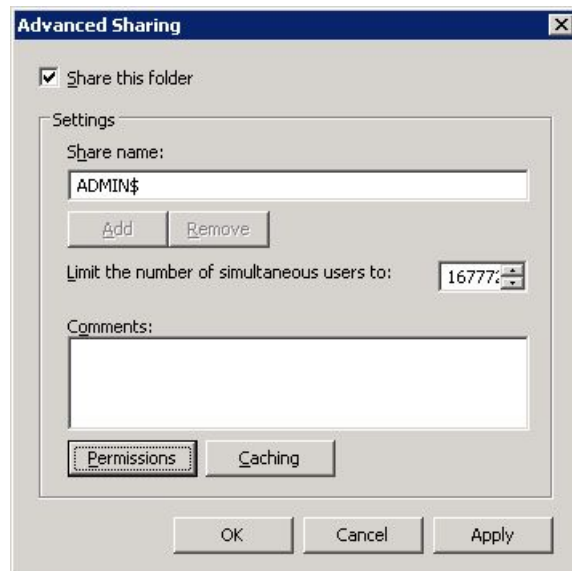 Advanced Sharing
Share this folder
Settings
Share name:
ADMIN$
Add Remove
Limit the number of simultaneous users to:
Comments:
Permissions Caching
OK Cancel Apply